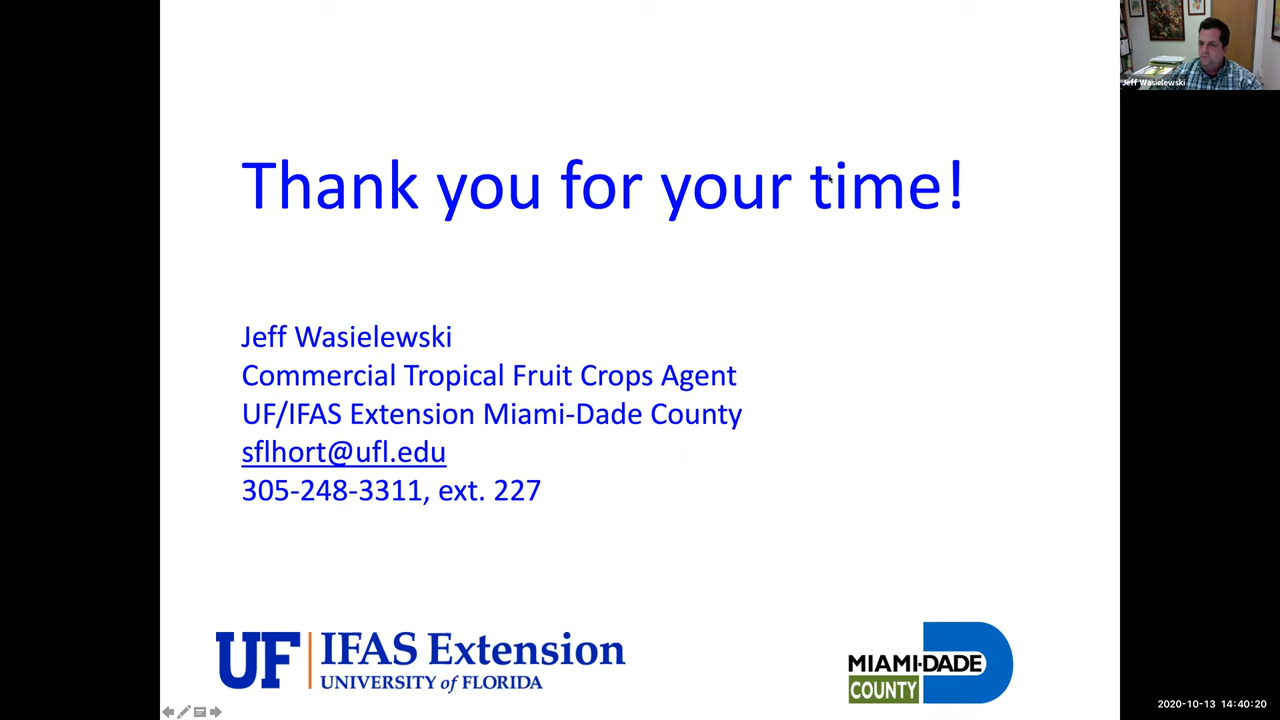 Jeff Wasielewski
Thank you for your time!
Jeff Wasielewski
Commercial Tropical Fruit Crops Agent
UF/IFAS Extension Miami-Dade County
sflhort@ufl.edu
305-248-3311, ext. 227
UF IFAS Extension
UNIVERSITY of FLORIDA
MIAMI-DADE
COUNTY
2020-10-13 14:40:20